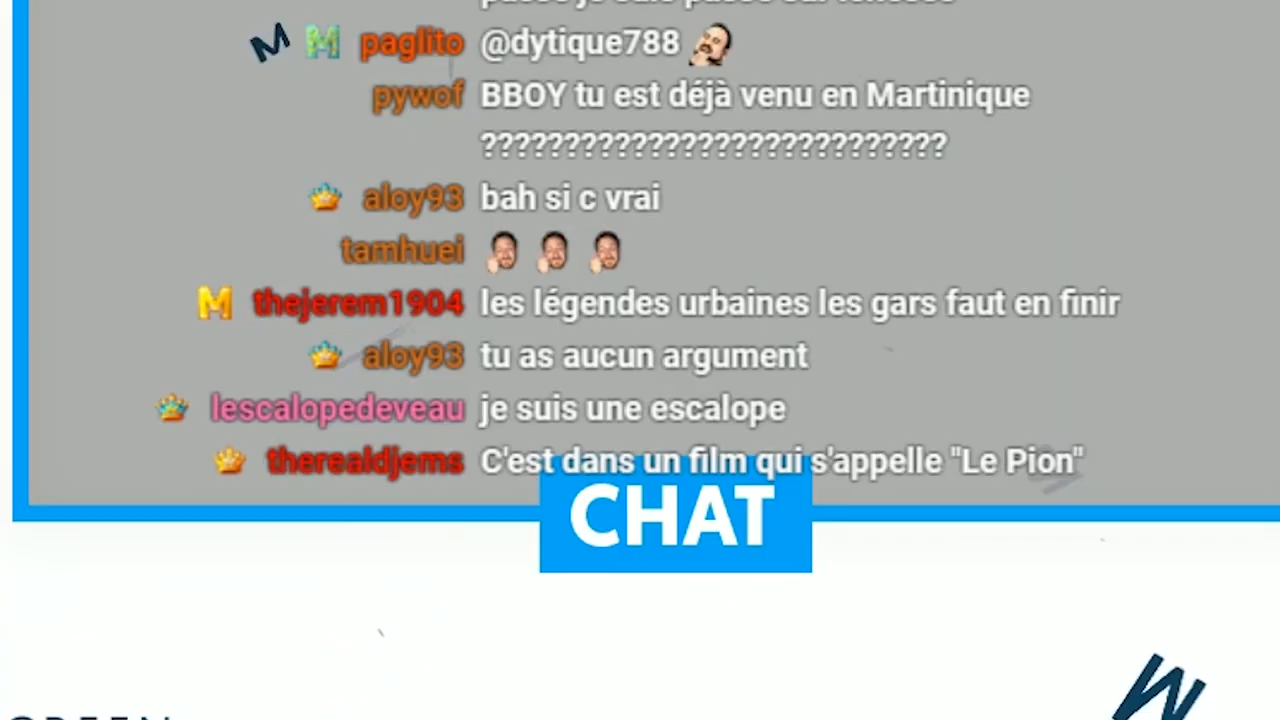 paglito @dytique788
pywof BBOY tu est déjà venu en Martinique
????????????????????????????
aloy93 bah si c vrai
tamhuei
thejerem1904 les légendes urbaines les gars faut en finir
aloy93 tu as aucun argument
lescalopedeveau je suis une escalope
therealdjems C'est dans un film qui s'appelle "Le Pion"
CHAT